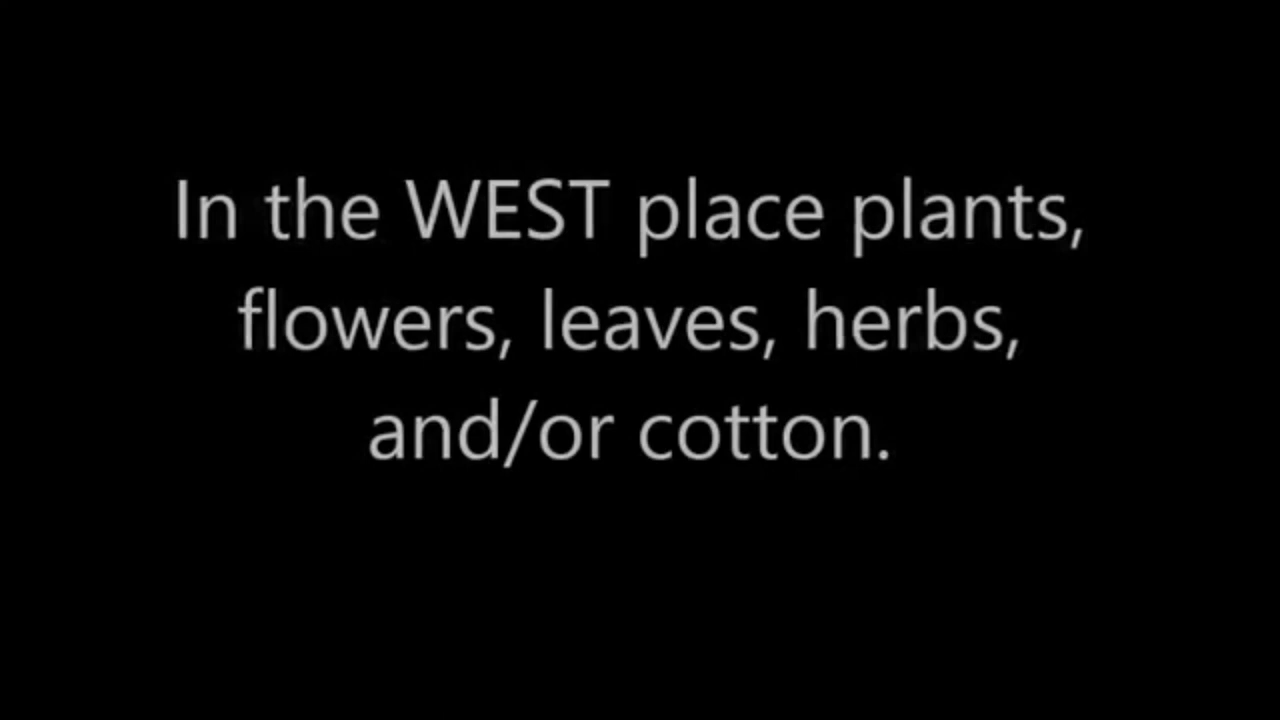 In the WEST place plants,
flowers, leaves, herbs,
and/or cotton.